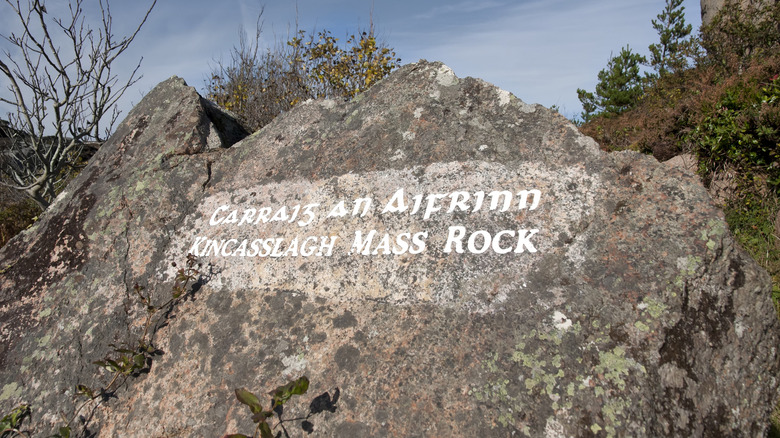 Carraig an Aifrinn
Kincasslagh Mass Rock